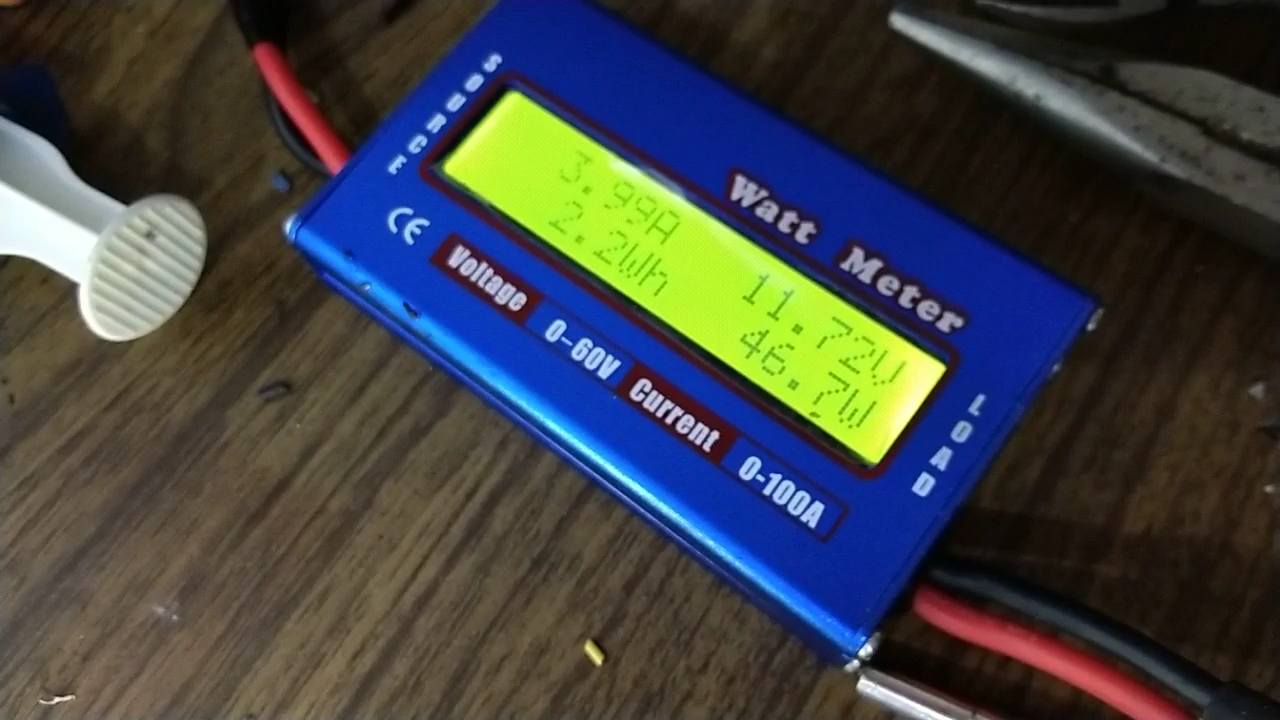 SOURCE
Watt Meter
3.99A 11.72V
2.2Wh 46.7W
CE
Voltage 0-60V Current 0-100A
LOAD